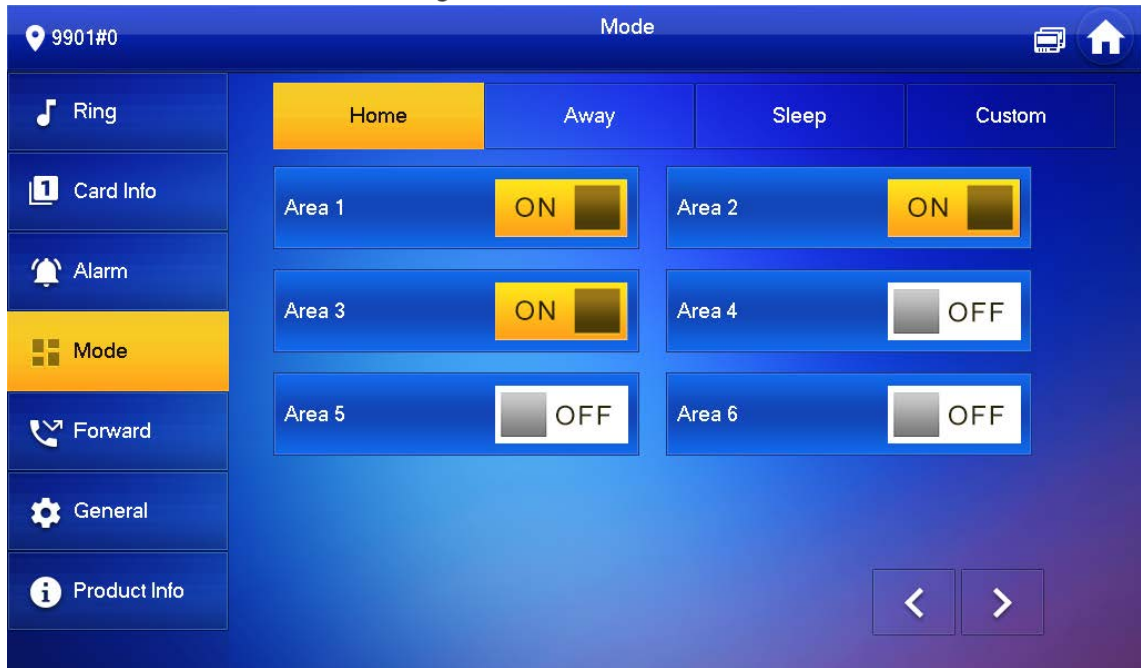 9901#0
Mode
Ring
Card Info
Alarm
Mode
Forward
General
Product Info
Home Away Sleep Custom
Area 1 ON Area 2 ON
Area 3 ON Area 4 OFF
Area 5 OFF Area 6 OFF